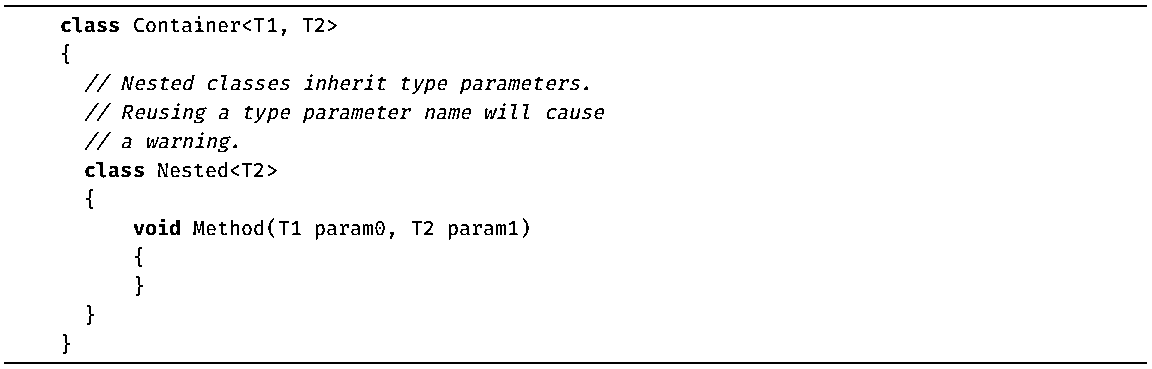 class Container<T1, T2>
{
// Nested classes inherit type parameters.
// Reusing a type parameter name will cause
// a warning.
class Nested<T2>
{
void Method(T1 param0, T2 param1)
{
}
}
}